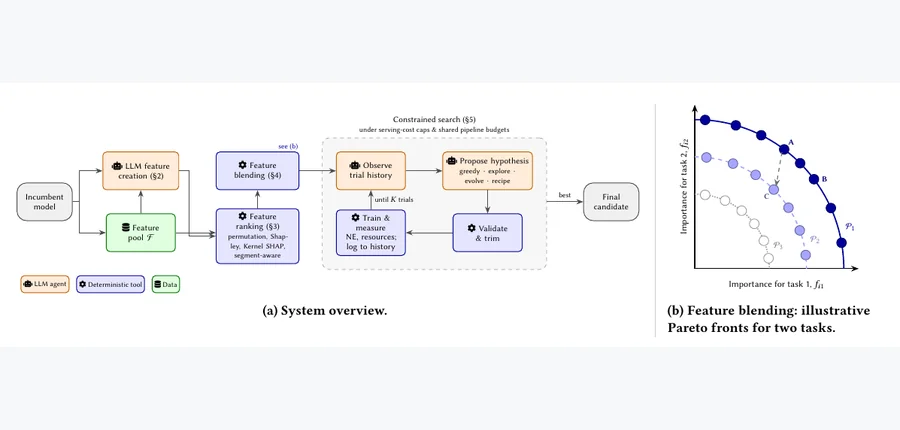 Constrained search (§5)
under serving-cost caps & shared pipeline budgets
see (b)
Incumbent
model
LLM feature
creation (§2)
Feature
pool F
Feature
blending (§4)
Feature
ranking (§3)
permutation, Shap-
ley, Kernel SHAP,
segment-aware
Observe
trial history
Propose hypothesis
greedy · explore ·
evolve · recipe
until K trials
Train &
measure
NE, resources;
log to history
Validate
& trim
best
Final
candidate
LLM agent
Deterministic tool
Data
(a) System overview.
Importance for task 2, f_{i2}
A
B
C
P_1
P_2
P_3
Importance for task 1, f_{i1}
(b) Feature blending: illustrative
Pareto fronts for two tasks.